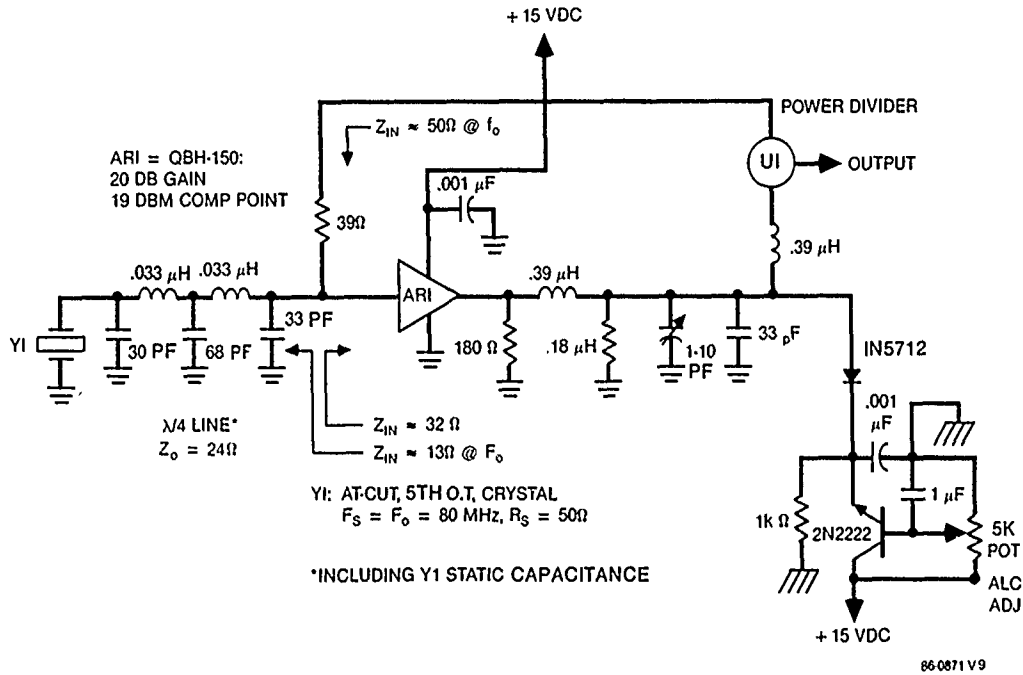 + 15 VDC
POWER DIVIDER
Z_IN ≈ 50Ω @ f_o
UI
OUTPUT
ARI = QBH-150:
20 DB GAIN
19 DBM COMP POINT
.001 μF
39Ω
.39 μH
.033 μH .033 μH
ARI
.39 μH
YI
30 PF
68 PF
33 PF
180 Ω
.18 μH
1-10
PF
33 pF
IN5712
λ/4 LINE*
Z_o = 24Ω
Z_IN ≈ 32 Ω
Z_IN ≈ 13Ω @ F_o
.001
μF
YI: AT-CUT, 5TH O.T, CRYSTAL
F_S = F_o = 80 MHz, R_S = 50Ω
1 μF
1k Ω
2N2222
5K
POT
*INCLUDING Y1 STATIC CAPACITANCE
ALC
ADJ
+ 15 VDC
86-0871 V 9